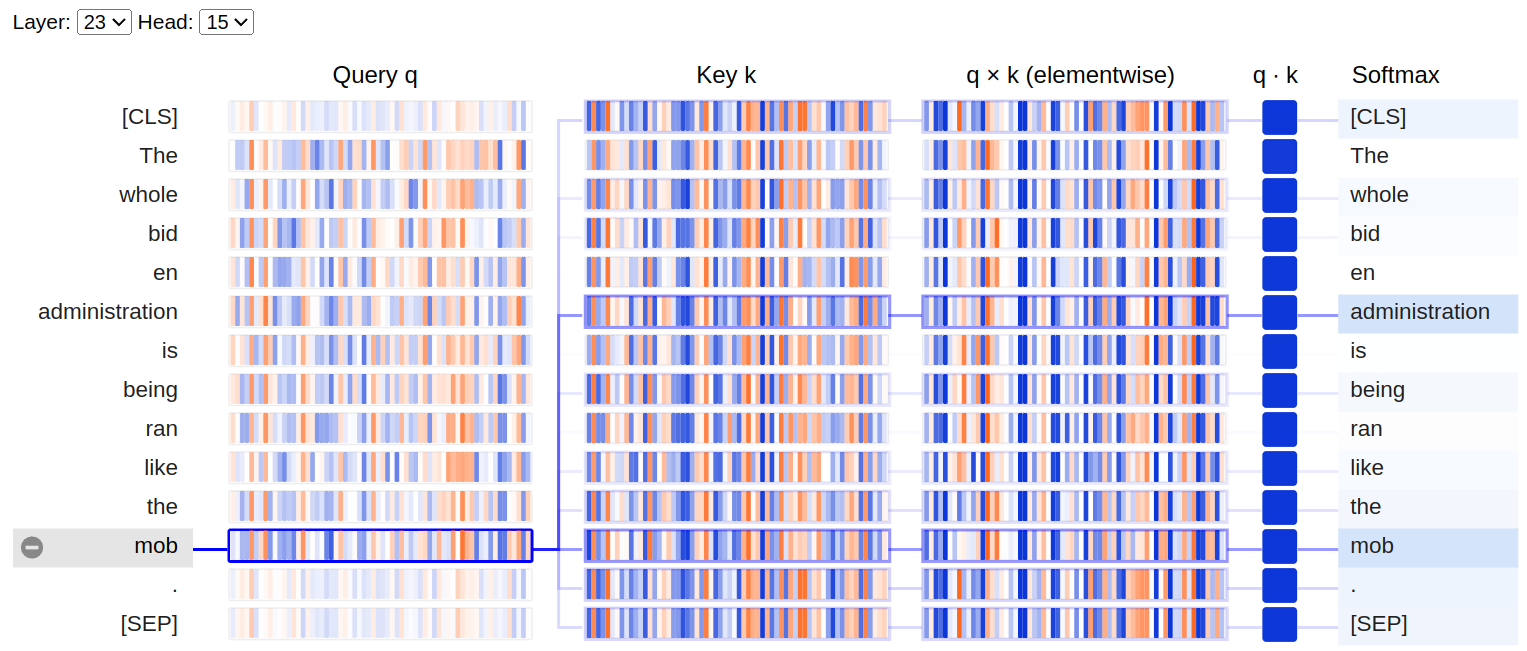 Layer: 23 Head: 15
Query q Key k q × k (elementwise) q · k Softmax
[CLS] [CLS]
The The
whole whole
bid bid
en en
administration administration
is is
being being
ran ran
like like
the the
mob mob
. .
[SEP] [SEP]